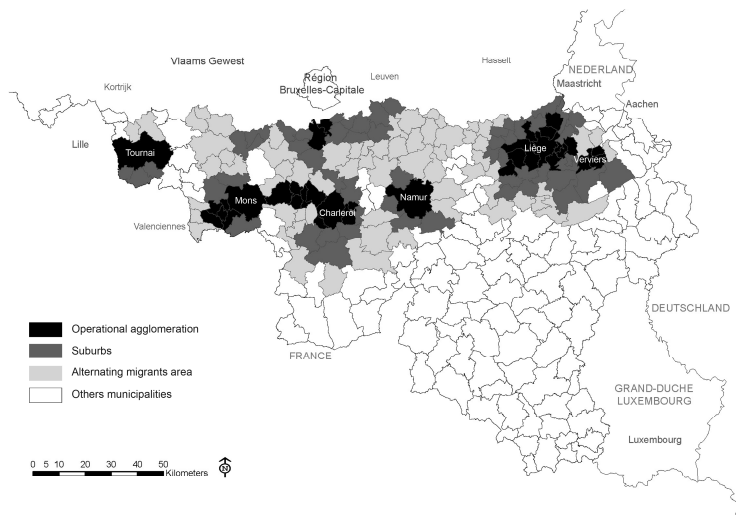 Vlaams Gewest
Hasselt
NEDERLAND
Région
Bruxelles-Capitale
Leuven
Kortrijk
Maastricht
Aachen
Lille
Tournai
Liège
Verviers
Mons
Namur
Charleroi
Valenciennes
DEUTSCHLAND
Operational agglomeration
Suburbs
FRANCE
Alternating migrants area
Others municipalities
GRAND-DUCHE
LUXEMBOURG
Luxembourg
0 5 10 20 30 40 50
Kilometers
N